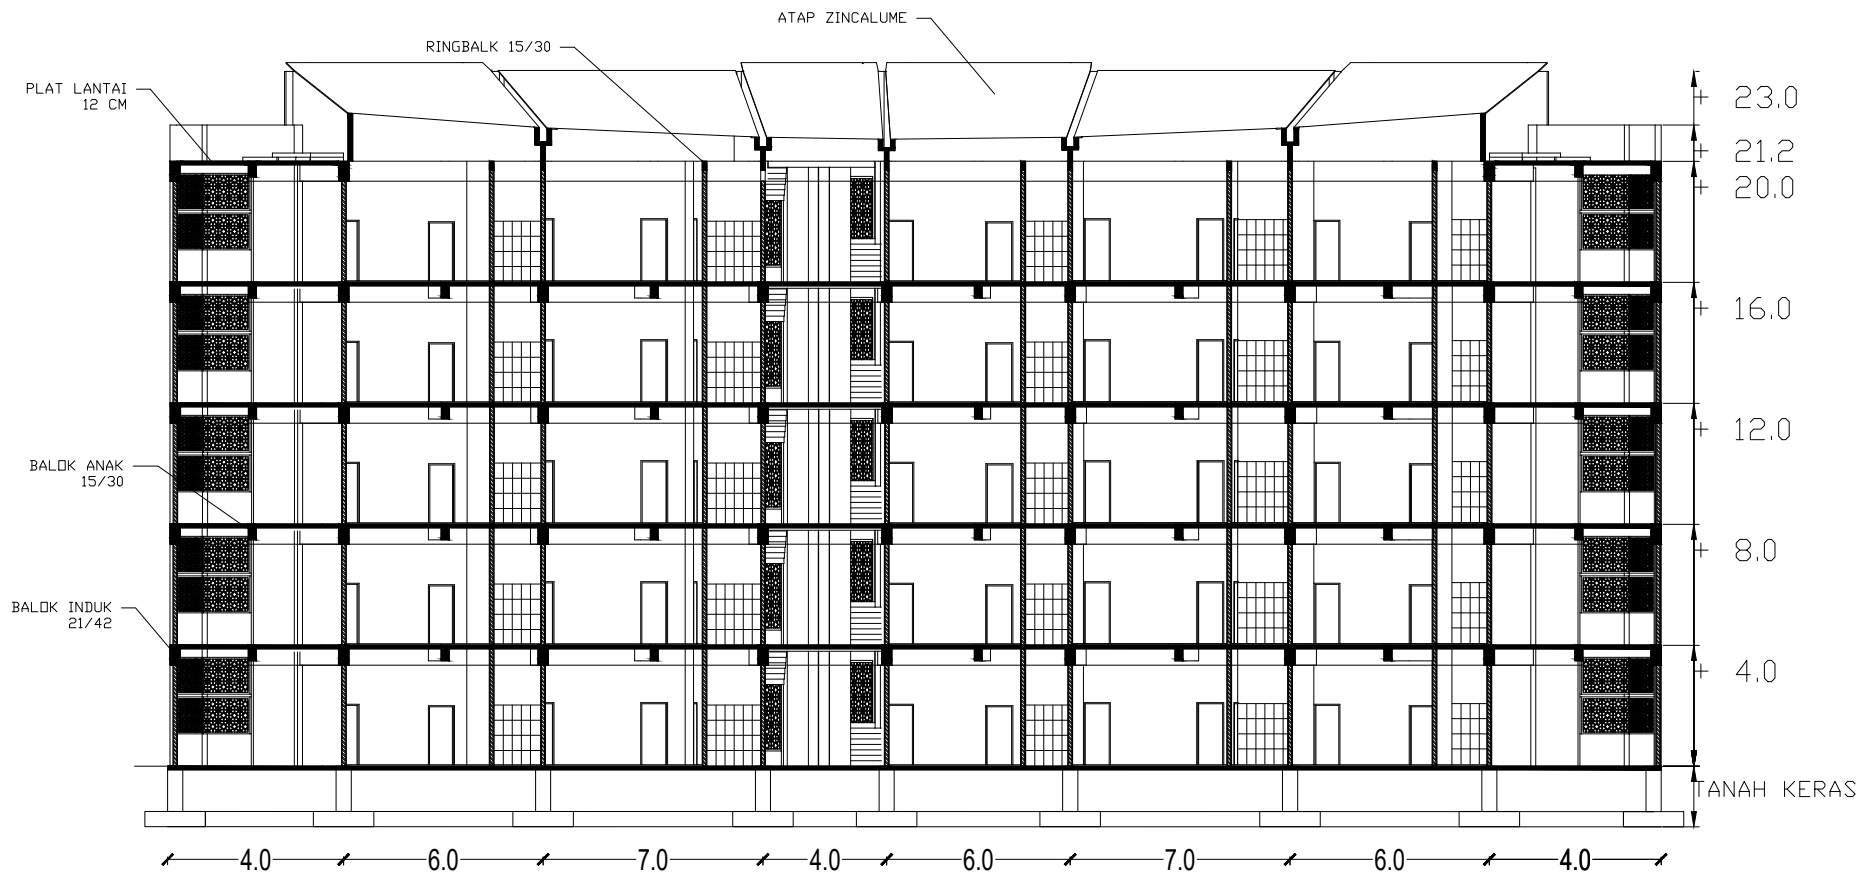 ATAP ZINCALUME
RINGBALK 15/30
PLAT LANTAI
12 CM
23.0
21.2
20.0
16.0
12.0
BALOK ANAK
15/30
8.0
BALOK INDUK
21/42
4.0
TANAH KERAS
4.0 6.0 7.0 4.0 6.0 7.0 6.0 4.0